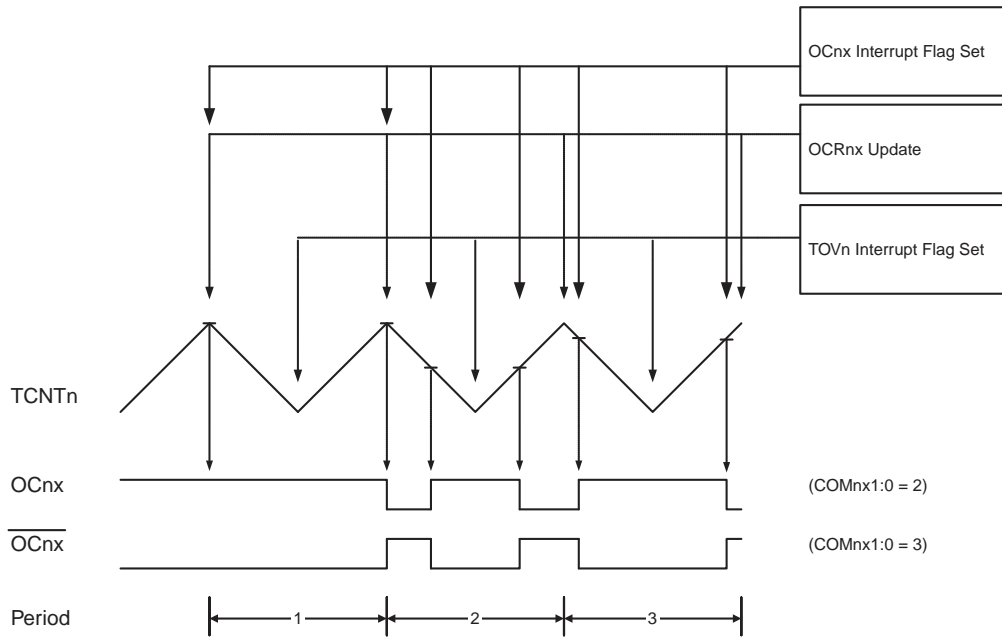 OCnx Interrupt Flag Set
OCRnx Update
TOVn Interrupt Flag Set
TCNTn
OCnx
(COMnx1:0 = 2)
OCnx
(COMnx1:0 = 3)
Period
1
2
3